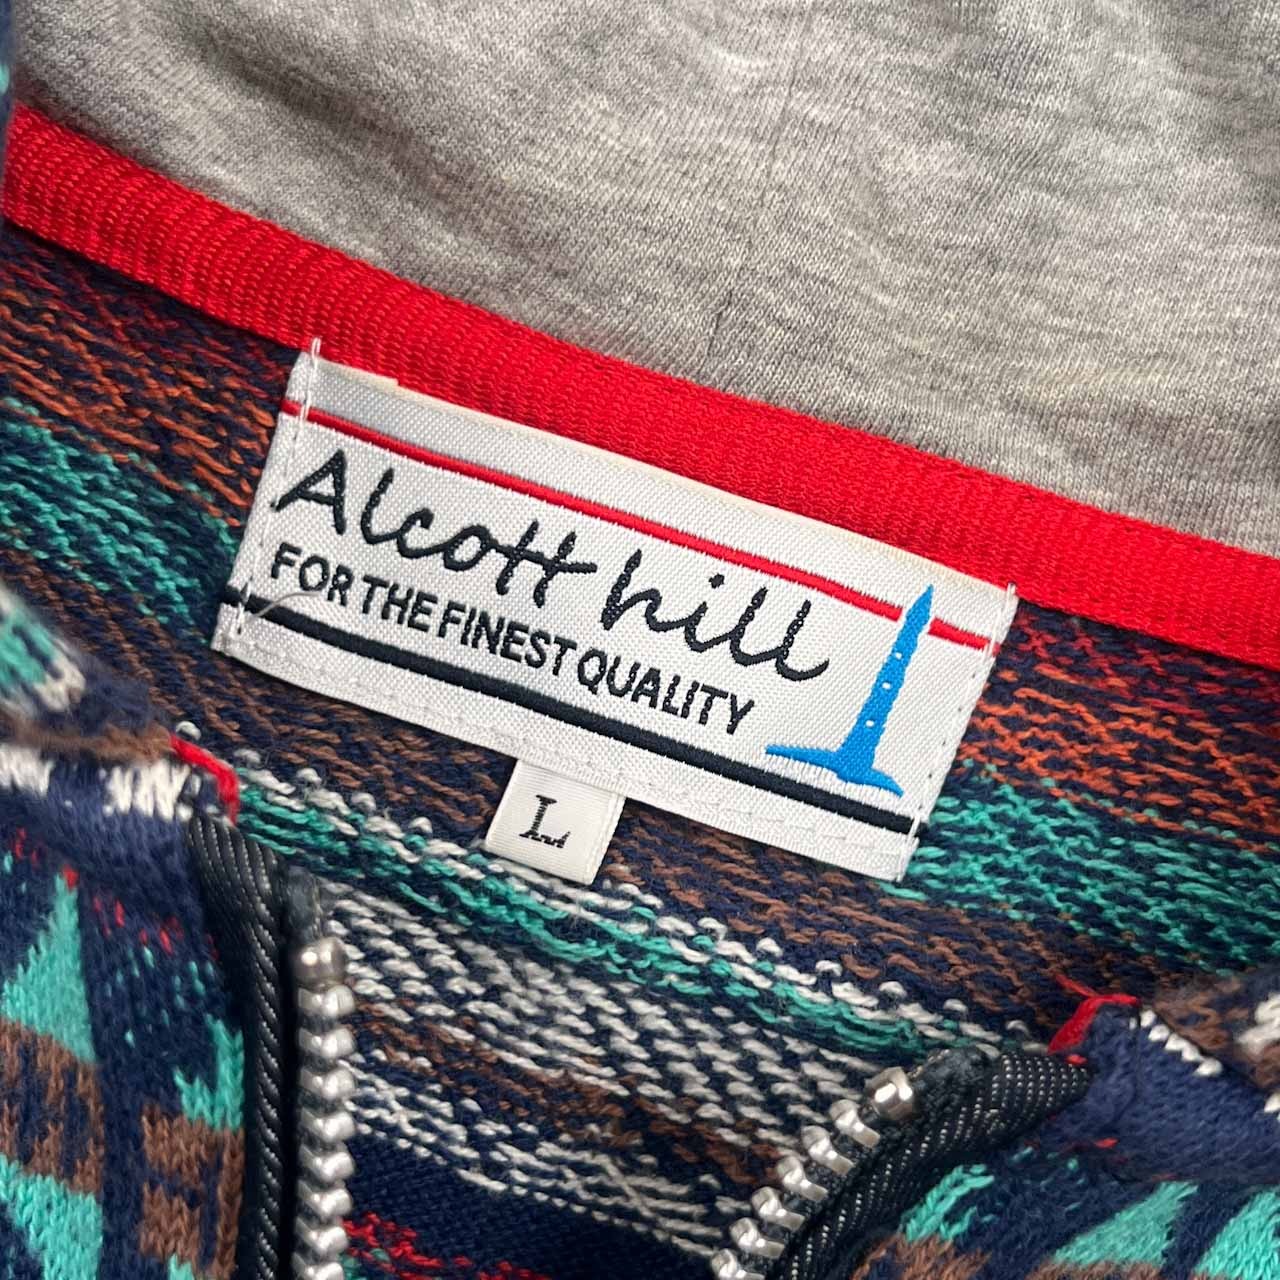 Alcott hill
FOR THE FINEST QUALITY
L